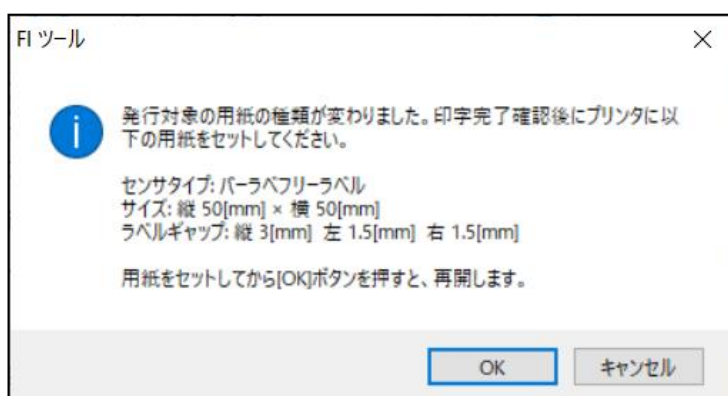 FI ツール
発行対象の用紙の種類が変わりました。印字完了確認後にプリンタに以
下の用紙をセットしてください。
センサタイプ: バーラベフリーラベル
サイズ: 縦 50[mm] × 横 50[mm]
ラベルギャップ: 縦 3[mm] 左 1.5[mm] 右 1.5[mm]
用紙をセットしてから[OK]ボタンを押すと、再開します。
OK
キャンセル